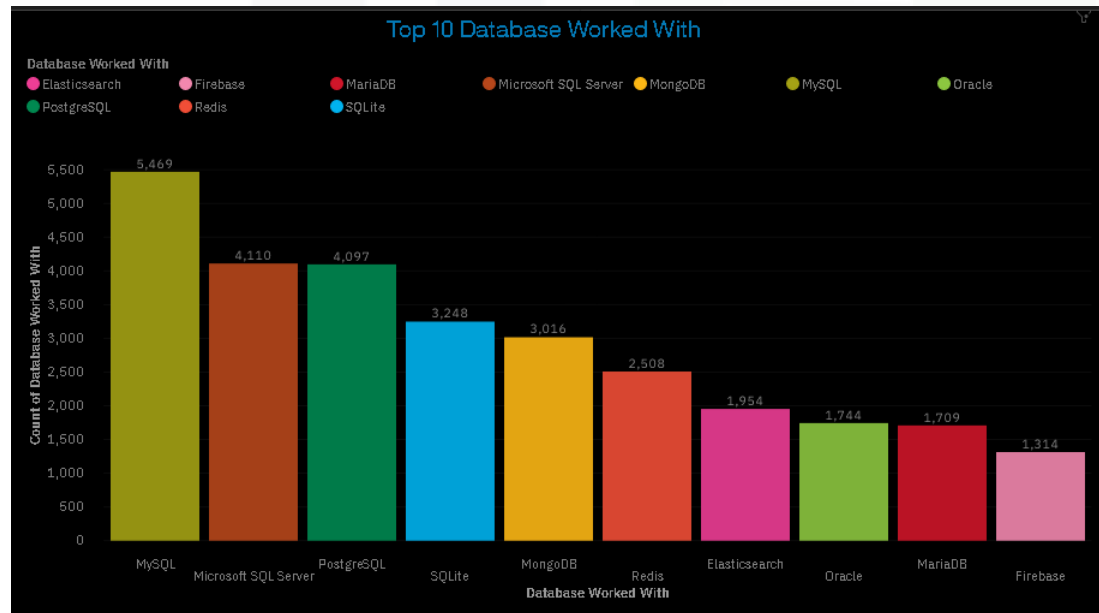 Top 10 Database Worked With
Database Worked With
Elasticsearch Firebase MariaDB Microsoft SQL Server MongoDB MySQL Oracle
PostgreSQL Redis SQLite
Count of Database Worked With
5,500
5,000
4,500
4,000
3,500
3,000
2,500
2,000
1,500
1,000
500
0
5,469
4,110
4,097
3,248
3,016
2,508
1,954
1,744
1,709
1,314
MySQL
Microsoft SQL Server
PostgreSQL
SQLite
MongoDB
Redis
Elasticsearch
Oracle
MariaDB
Firebase
Database Worked With